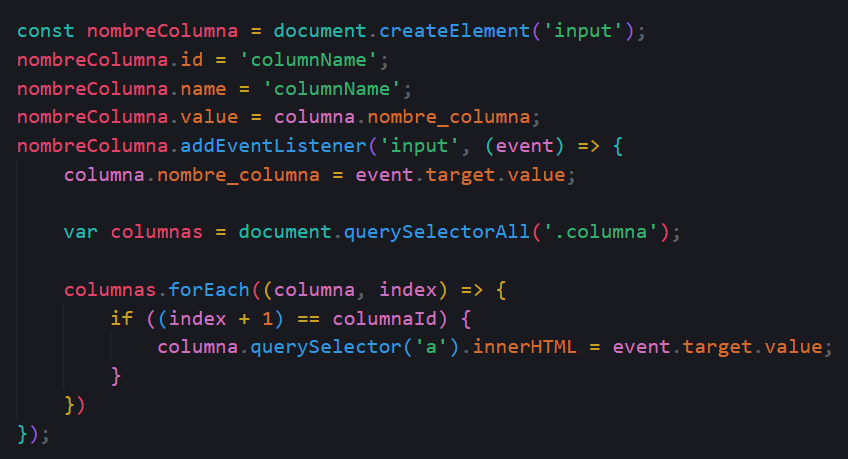 const nombreColumna = document.createElement('input');
nombreColumna.id = 'columnName';
nombreColumna.name = 'columnName';
nombreColumna.value = columna.nombre_columna;
nombreColumna.addEventListener('input', (event) => {
    columna.nombre_columna = event.target.value;

    var columnas = document.querySelectorAll('.columna');

    columnas.forEach((columna, index) => {
        if ((index + 1) == columnaId) {
            columna.querySelector('a').innerHTML = event.target.value;
        }
    })
});